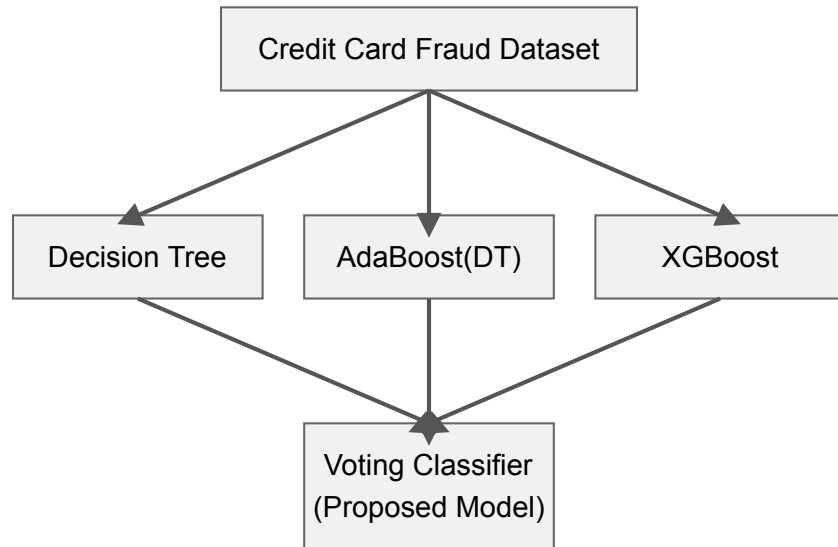 Credit Card Fraud Dataset
Decision Tree
AdaBoost(DT)
XGBoost
Voting Classifier
(Proposed Model)